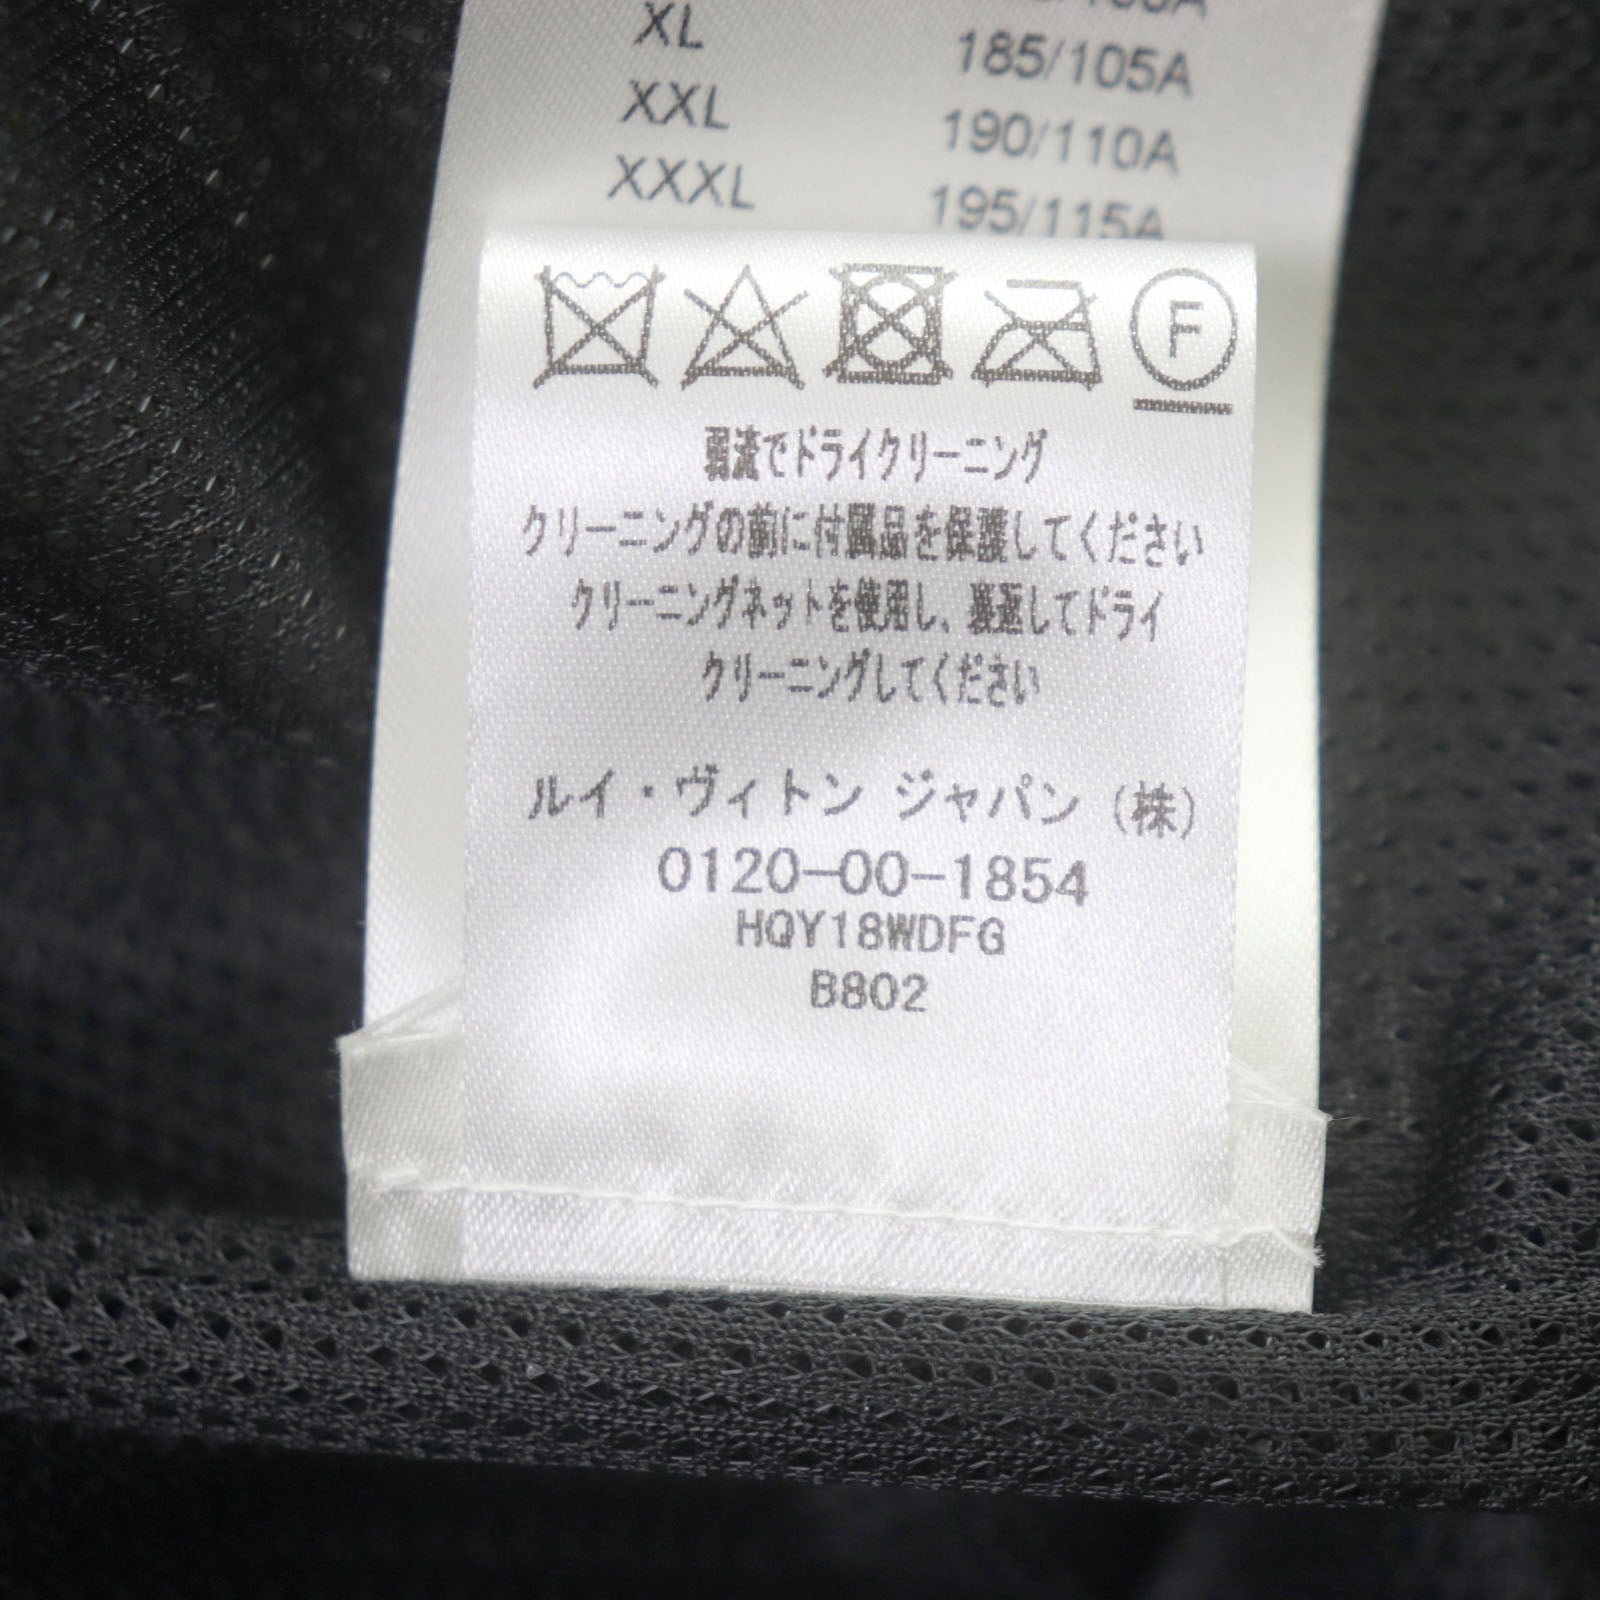 XL 185/105A
XXL 190/110A
XXXL 195/115A
F
弱流でドライクリーニング
クリーニングの前に付属品を保護してください
クリーニングネットを使用し、裏返してドライ
クリーニングしてください
ルイ・ヴィトン ジャパン (株)
0120-00-1854
HQY18WDFG
B802